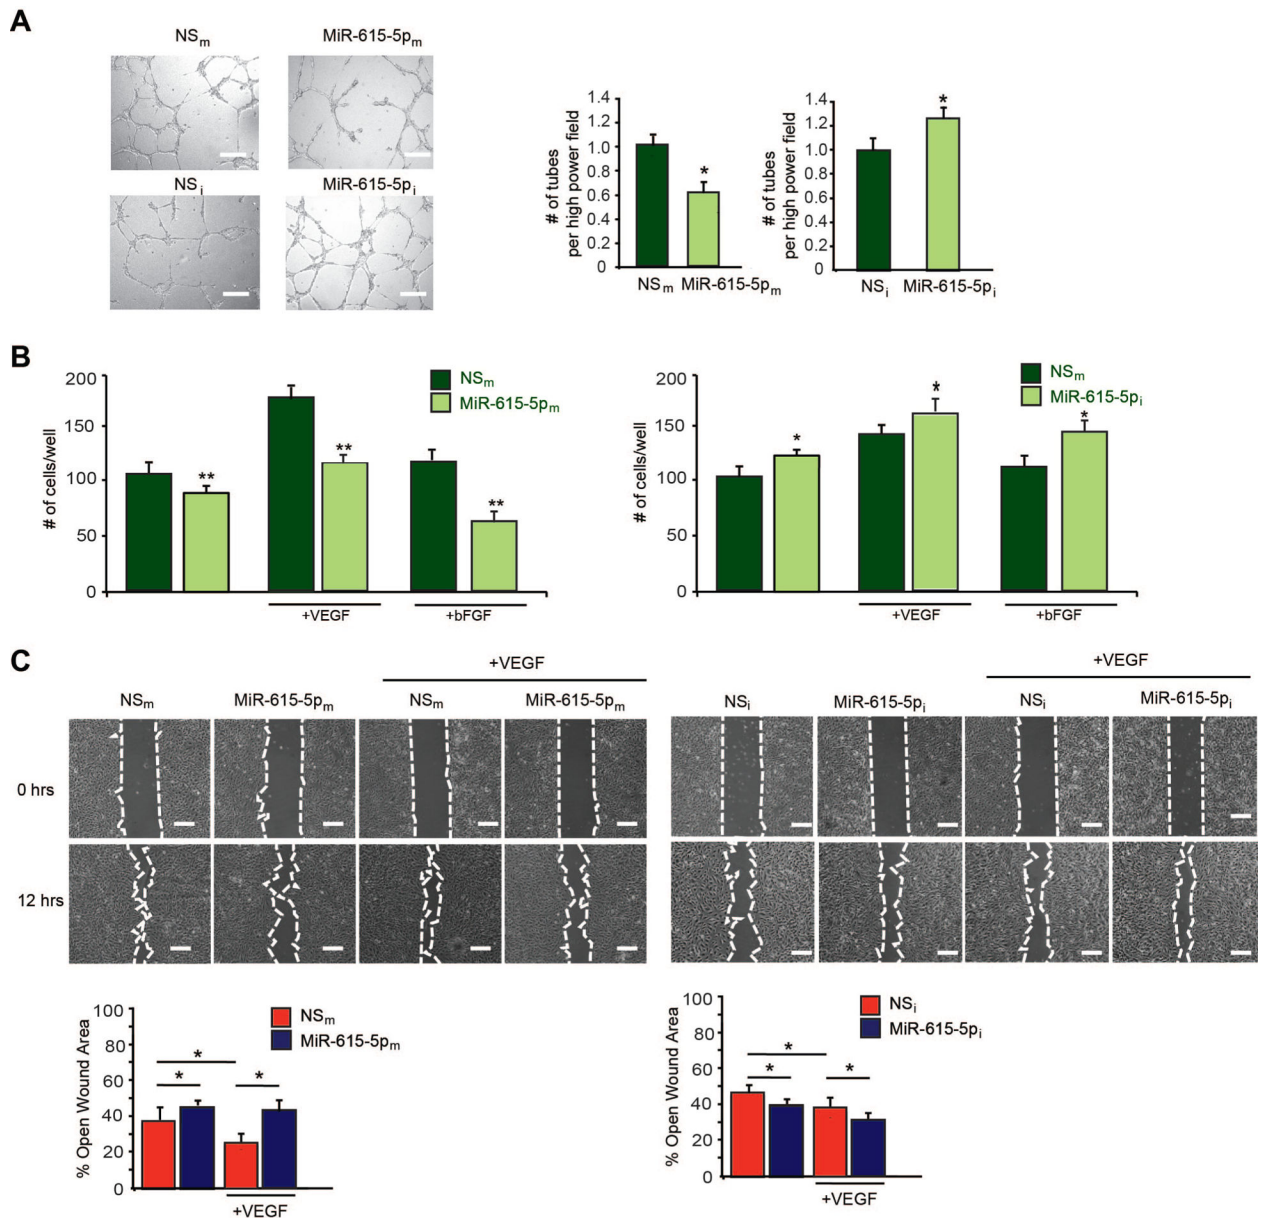 A
NSm
MiR-615-5pm
NSi
MiR-615-5pi
# of tubes
per high power field
1.4
1.2
1.0
0.8
0.6
0.4
0.2
0
*
NSm
MiR-615-5pm
# of tubes
per high power field
1.4
1.2
1.0
0.8
0.6
0.4
0.2
0
*
NSi
MiR-615-5pi
B
# of cells/well
200
150
100
50
0
NSm
MiR-615-5pm
**
**
**
+VEGF
+bFGF
# of cells/well
200
150
100
50
0
NSm
MiR-615-5pi
*
*
*
+VEGF
+bFGF
C
+VEGF
NSm
MiR-615-5pm
NSm
MiR-615-5pm
+VEGF
NSi
MiR-615-5pi
NSi
MiR-615-5pi
0 hrs
12 hrs
% Open Wound Area
100
80
60
40
20
0
NSm
MiR-615-5pm
*
*
*
+VEGF
% Open Wound Area
100
80
60
40
20
0
NSi
MiR-615-5pi
*
*
*
+VEGF